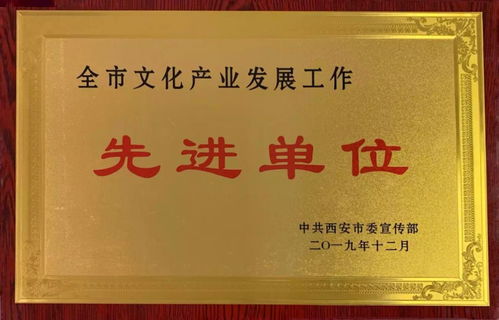 全市文化产业发展工作
先进单位
中共西安市委宣传部
二〇一九年十二月